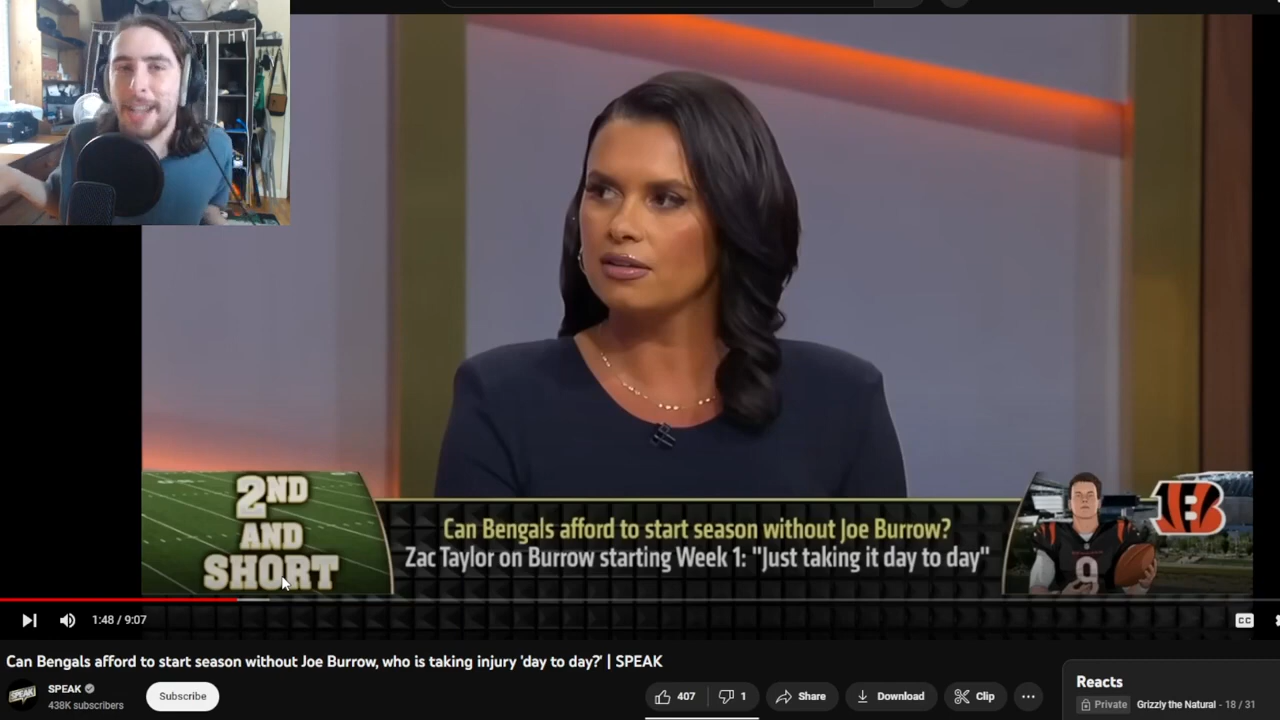 2ND
AND
SHORT
Can Bengals afford to start season without Joe Burrow?
Zac Taylor on Burrow starting Week 1: "Just taking it day to day"
B
9
1:48 / 9:07
CC
Can Bengals afford to start season without Joe Burrow, who is taking injury 'day to day?' | SPEAK
SPEAK
SPEAK
438K subscribers
Subscribe
407
1
Share
Download
Clip
Reacts
Private
Grizzly the Natural - 18 / 31